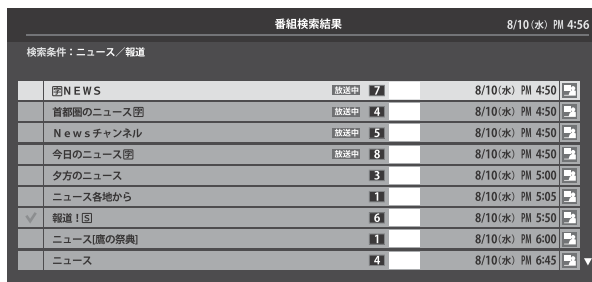 番組検索結果 8/10(水) PM 4:56
検索条件:ニュース/報道
字NEWS 放送中 7 8/10(水) PM 4:50
首都圏のニュース字 放送中 4 8/10(水) PM 4:50
Newsチャンネル 放送中 5 8/10(水) PM 4:50
今日のニュース字 放送中 8 8/10(水) PM 4:50
夕方のニュース 3 8/10(水) PM 5:00
ニュース各地から 1 8/10(水) PM 5:05
報道!S 6 8/10(水) PM 5:50
ニュース[鷹の祭典] 1 8/10(水) PM 6:00
ニュース 4 8/10(水) PM 6:45